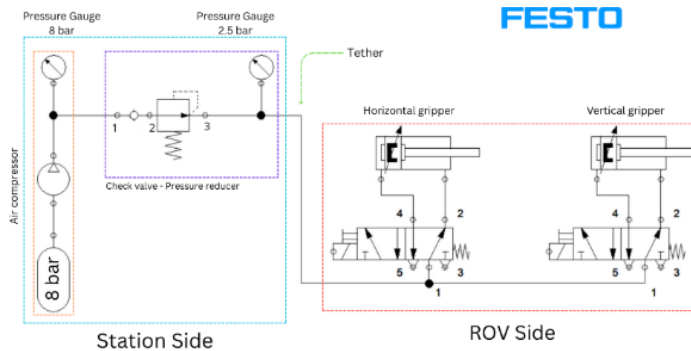 Pressure Gauge
8 bar
Pressure Gauge
2.5 bar
FESTO
Tether
Horizontal gripper
Vertical gripper
Air compressor
1
2
3
Check valve - Pressure reducer
4
2
4
2
8 bar
5
3
5
3
1
1
Station Side
ROV Side